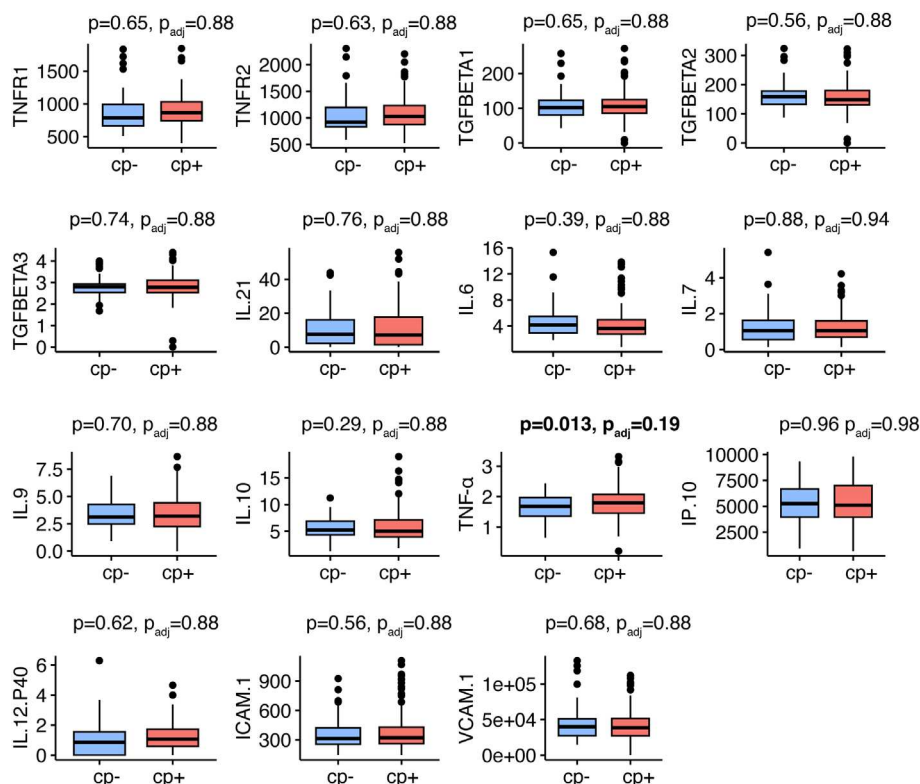 p=0.65, padj=0.88
TNFR1
1500
1000
500
cp-
cp+
p=0.63, padj=0.88
TNFR2
2000
1500
1000
500
cp-
cp+
p=0.65, padj=0.88
TGFBETA1
200
100
0
cp-
cp+
p=0.56, padj=0.88
TGFBETA2
300
200
100
0
cp-
cp+
p=0.74, padj=0.88
TGFBETA3
4
3
2
1
0
cp-
cp+
p=0.76, padj=0.88
IL.21
40
20
0
cp-
cp+
p=0.39, padj=0.88
IL.6
16
12
8
4
cp-
cp+
p=0.88, padj=0.94
IL.7
4
2
0
cp-
cp+
p=0.70, padj=0.88
IL.9
7.5
5.0
2.5
0.0
cp-
cp+
p=0.29, padj=0.88
IL.10
15
10
5
cp-
cp+
p=0.013, padj=0.19
TNF-α
3
2
1
cp-
cp+
p=0.96 padj=0.98
IP.10
10000
7500
5000
2500
cp-
cp+
p=0.62, padj=0.88
IL.12.P40
6
4
2
0
cp-
cp+
p=0.56, padj=0.88
ICAM.1
900
600
300
cp-
cp+
p=0.68, padj=0.88
VCAM.1
1e+05
5e+04
0e+00
cp-
cp+